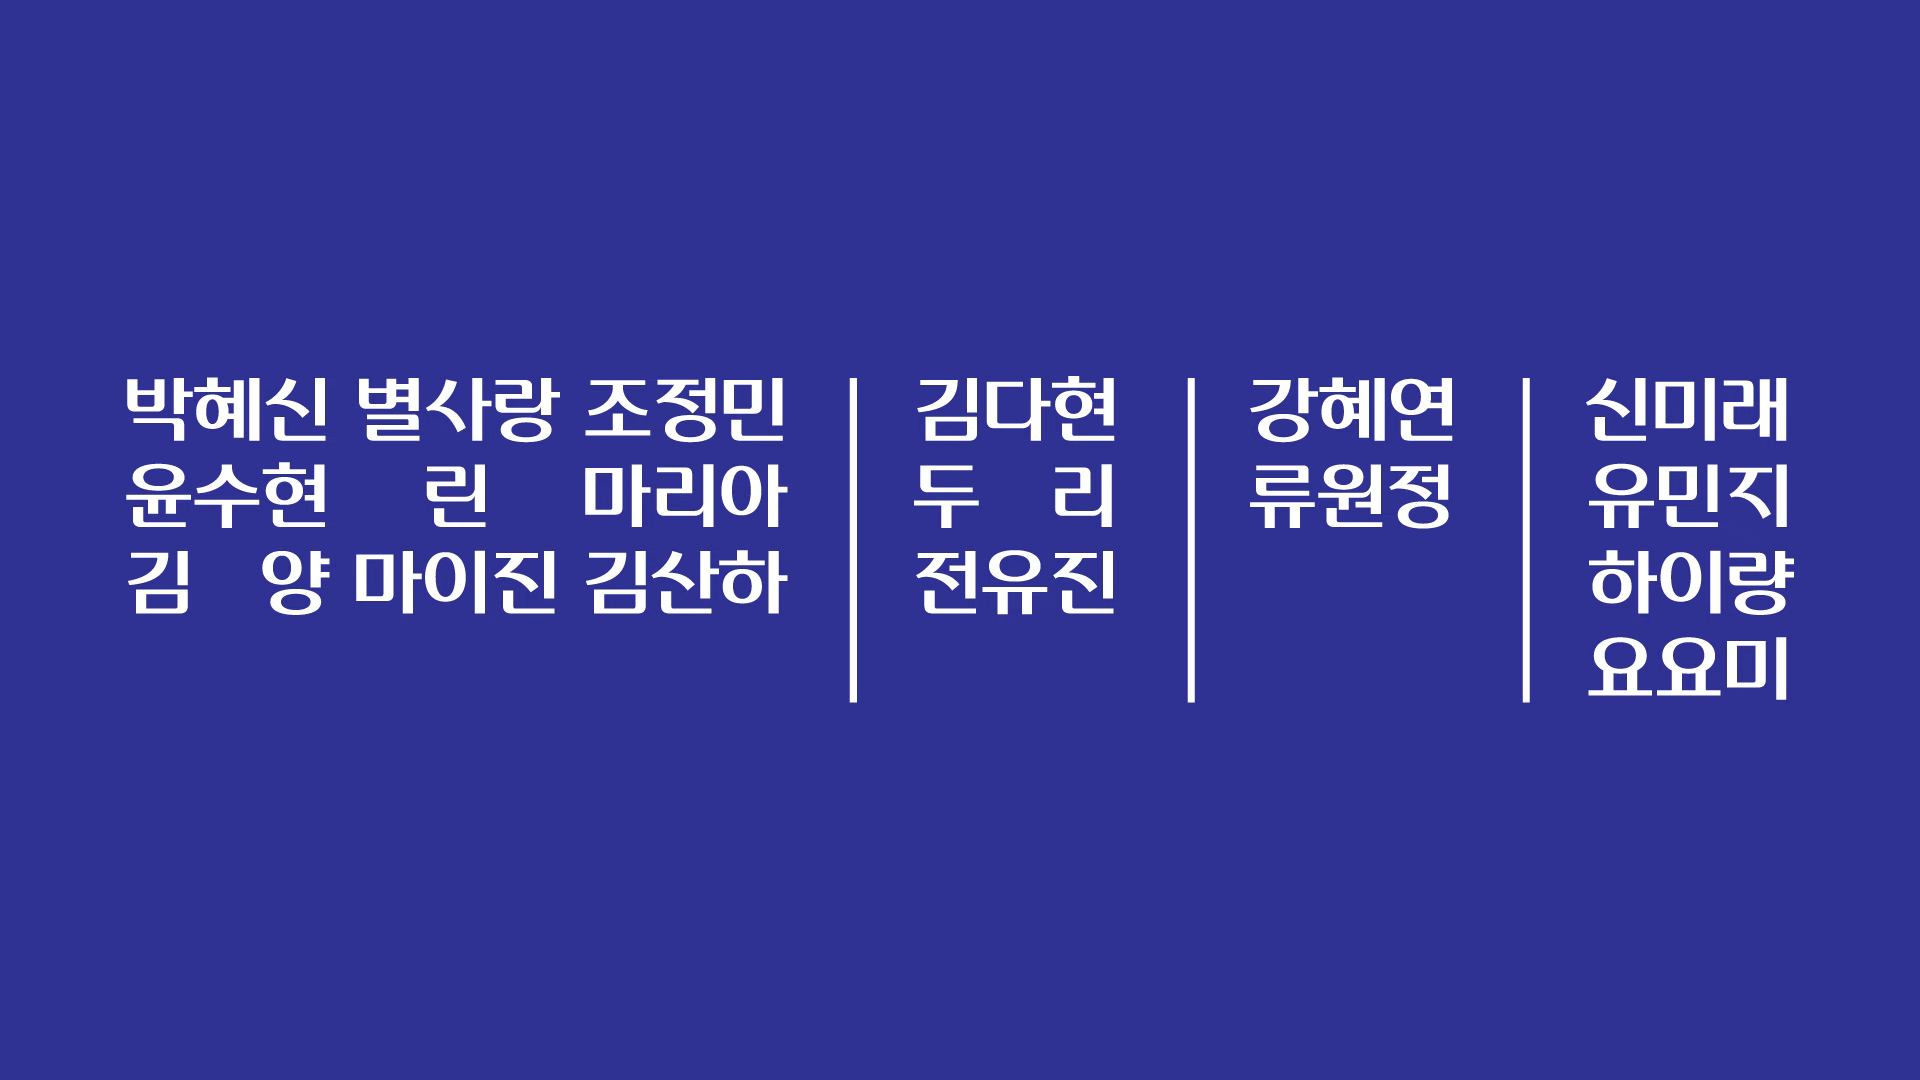 박혜신 별사랑 조정민
윤수현 린 마리아
김 양 마이진 김산하
김다현
두 리
전유진
강혜연
류원정
신미래
유민지
하이량
요요미